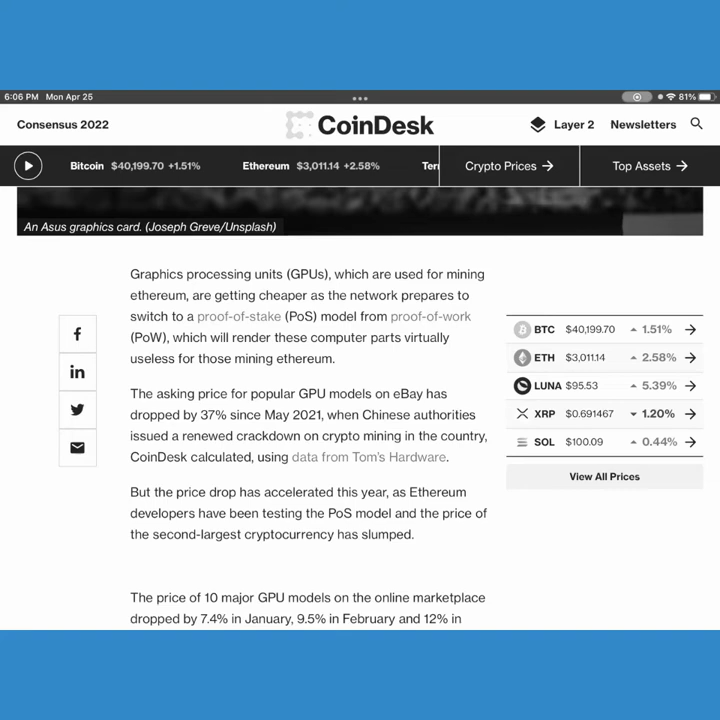 6:06 PM Mon Apr 25
81%
Consensus 2022
CoinDesk
Layer 2
Newsletters
Bitcoin $40,199.70 +1.51%
Ethereum $3,011.14 +2.58%
Ter
Crypto Prices →
Top Assets →
An Asus graphics card. (Joseph Greve/Unsplash)
Graphics processing units (GPUs), which are used for mining
ethereum, are getting cheaper as the network prepares to
switch to a proof-of-stake (PoS) model from proof-of-work
(PoW), which will render these computer parts virtually
useless for those mining ethereum.
The asking price for popular GPU models on eBay has
dropped by 37% since May 2021, when Chinese authorities
issued a renewed crackdown on crypto mining in the country,
CoinDesk calculated, using data from Tom's Hardware.
But the price drop has accelerated this year, as Ethereum
developers have been testing the PoS model and the price of
the second-largest cryptocurrency has slumped.
The price of 10 major GPU models on the online marketplace
dropped by 7.4% in January, 9.5% in February and 12% in
BTC $40,199.70 1.51% →
ETH $3,011.14 2.58% →
LUNA $95.53 5.39% →
XRP $0.691467 1.20% →
SOL $100.09 0.44% →
View All Prices